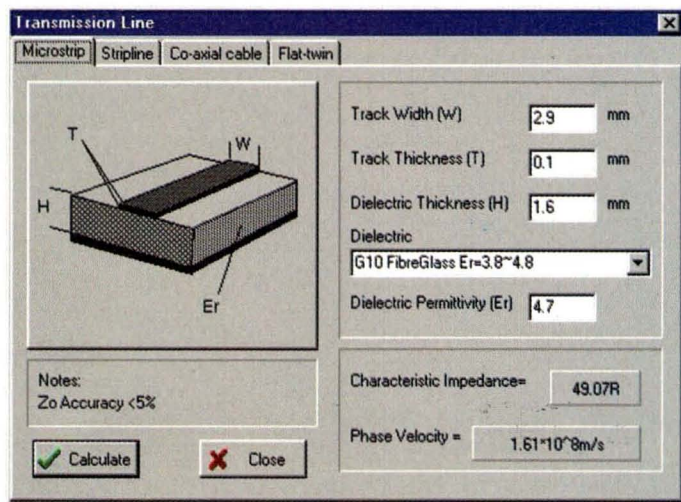 Transmission Line
Microstrip Stripline Co-axial cable Flat-twin
T
W
H
Er
Track Width (W) 2.9 mm
Track Thickness (T) 0.1 mm
Dielectric Thickness (H) 1.6 mm
Dielectric
G10 FibreGlass Er=3.8~4.8
Dielectric Permittivity (Er) 4.7
Notes:
Zo Accuracy <5%
Characteristic Impedance= 49.07R
Phase Velocity = 1.61*10^8m/s
Calculate Close